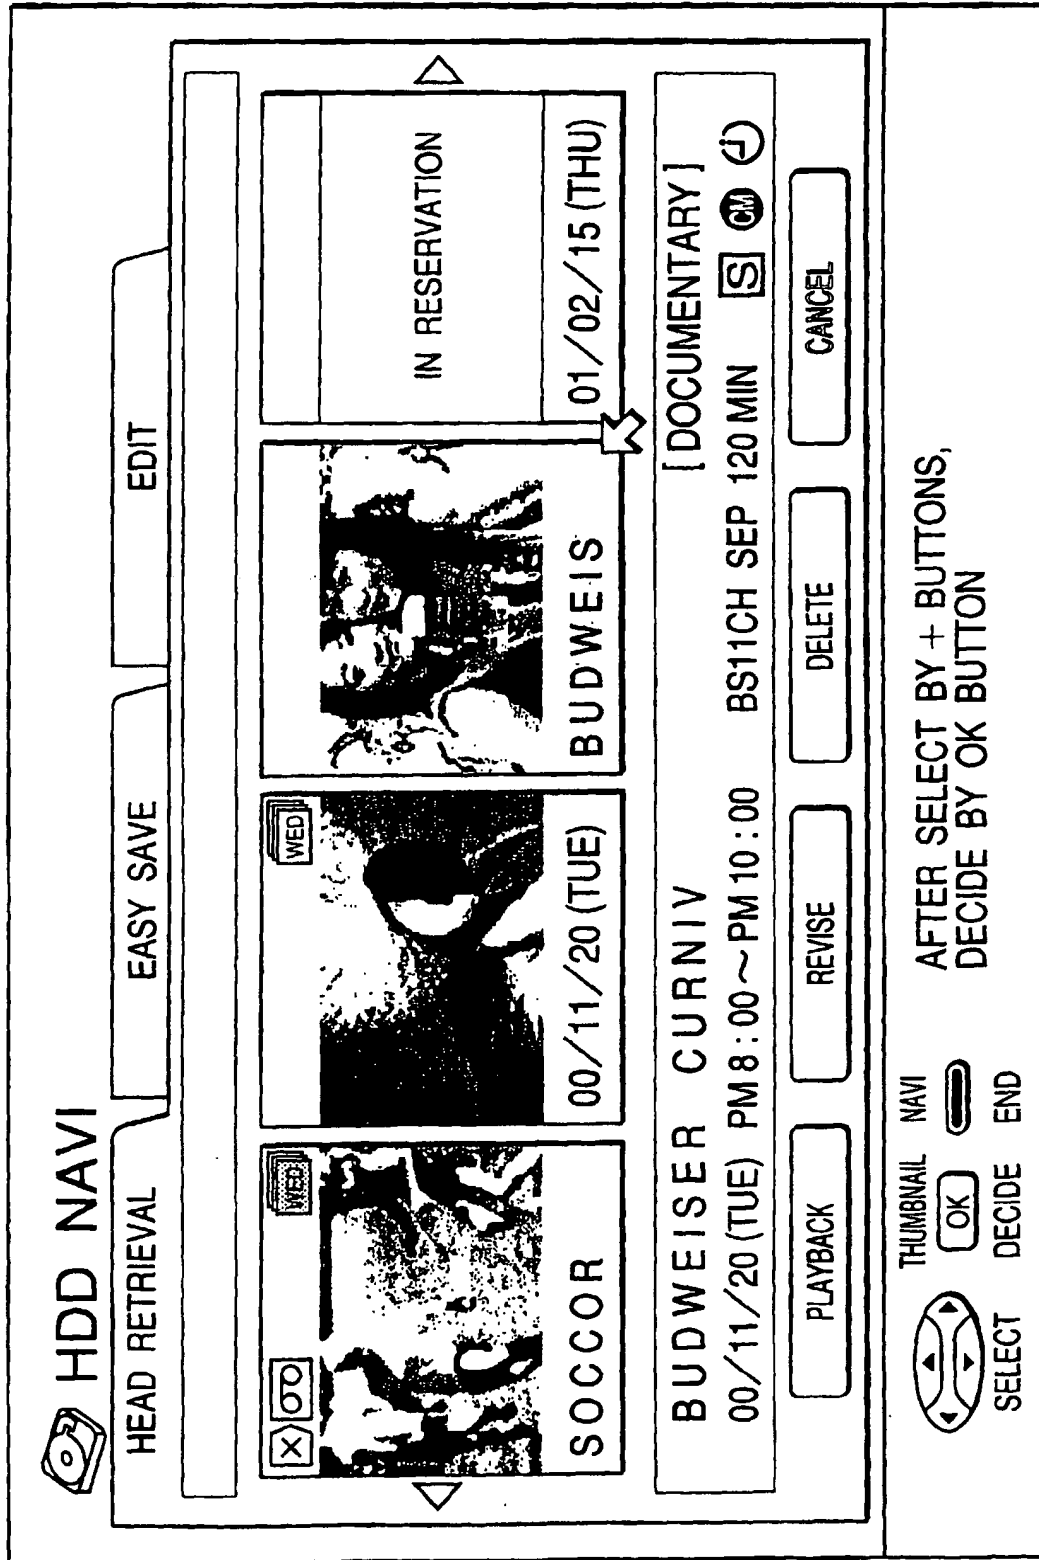 HDD NAVI
HEAD RETRIEVAL
EASY SAVE
EDIT
WED
WED
IN RESERVATION
SOCCOR
00/11/20 (TUE)
BUDWEIS
01/02/15 (THU)
BUDWEISER CURNIV
[DOCUMENTARY]
00/11/20 (TUE) PM 8:00~PM 10:00 BS11CH SEP 120 MIN S CM
PLAYBACK
REVISE
DELETE
CANCEL
THUMBNAIL NAVI
OK
SELECT DECIDE END
AFTER SELECT BY + BUTTONS,
DECIDE BY OK BUTTON